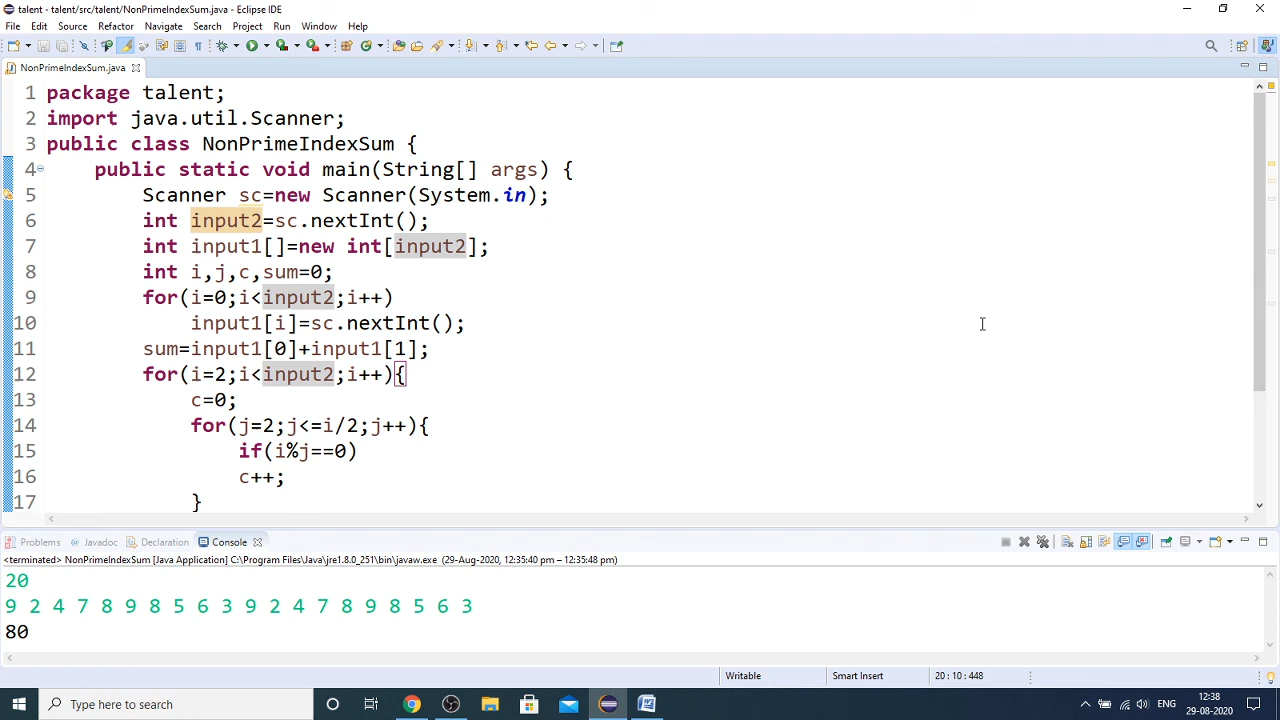 talent - talent/src/talent/NonPrimeIndexSum.java - Eclipse IDE
File Edit Source Refactor Navigate Search Project Run Window Help
NonPrimeIndexSum.java
1 package talent;
2 import java.util.Scanner;
3 public class NonPrimeIndexSum {
4 public static void main(String[] args) {
5 Scanner sc=new Scanner(System.in);
6 int input2=sc.nextInt();
7 int input1[]=new int[input2];
8 int i,j,c,sum=0;
9 for(i=0;i<input2;i++)
10 input1[i]=sc.nextInt();
11 sum=input1[0]+input1[1];
12 for(i=2;i<input2;i++){
13 c=0;
14 for(j=2;j<=i/2;j++){
15 if(i%j==0)
16 c++;
17 }
Problems Javadoc Declaration Console
<terminated> NonPrimeIndexSum [Java Application] C:\Program Files\Java\jre1.8.0_251\bin\javaw.exe (29-Aug-2020, 12:35:40 pm – 12:35:48 pm)
20
9 2 4 7 8 9 8 5 6 3 9 2 4 7 8 9 8 5 6 3
80
Writable Smart Insert 20 : 10 : 448
Type here to search ENG 12:38
29-08-2020